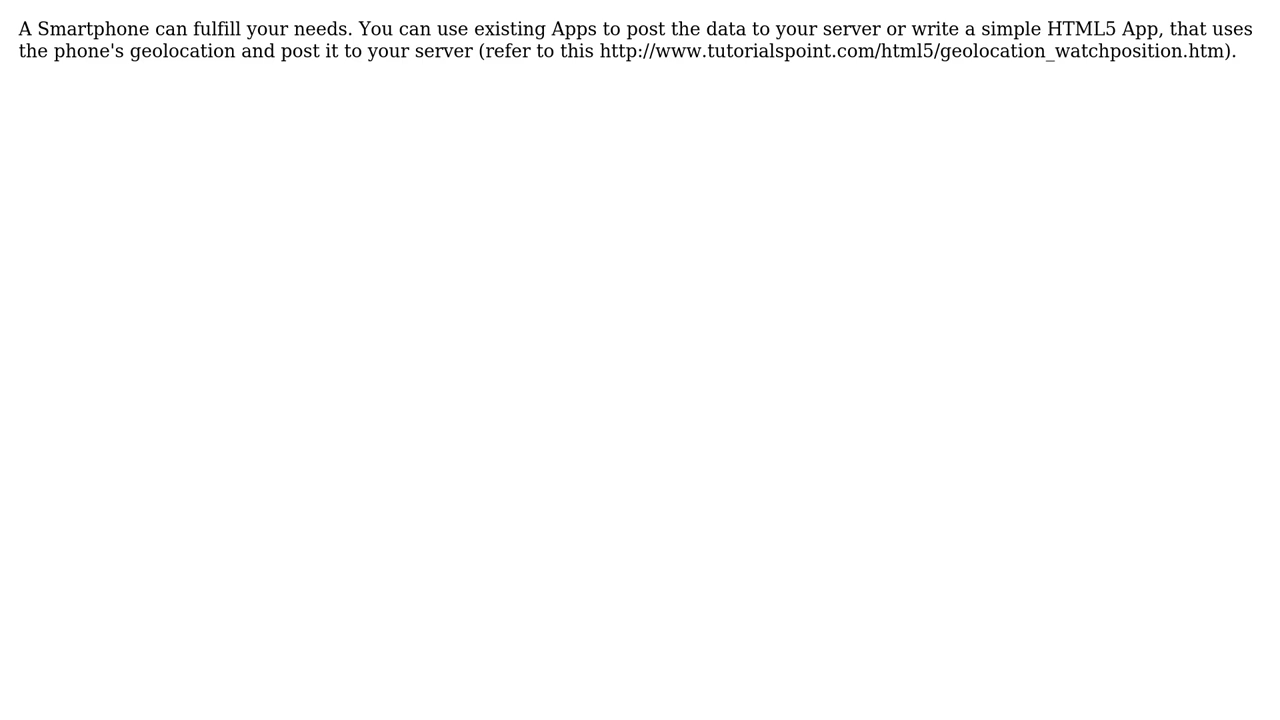 A Smartphone can fulfill your needs. You can use existing Apps to post the data to your server or write a simple HTML5 App, that uses
the phone's geolocation and post it to your server (refer to this http://www.tutorialspoint.com/html5/geolocation_watchposition.htm).